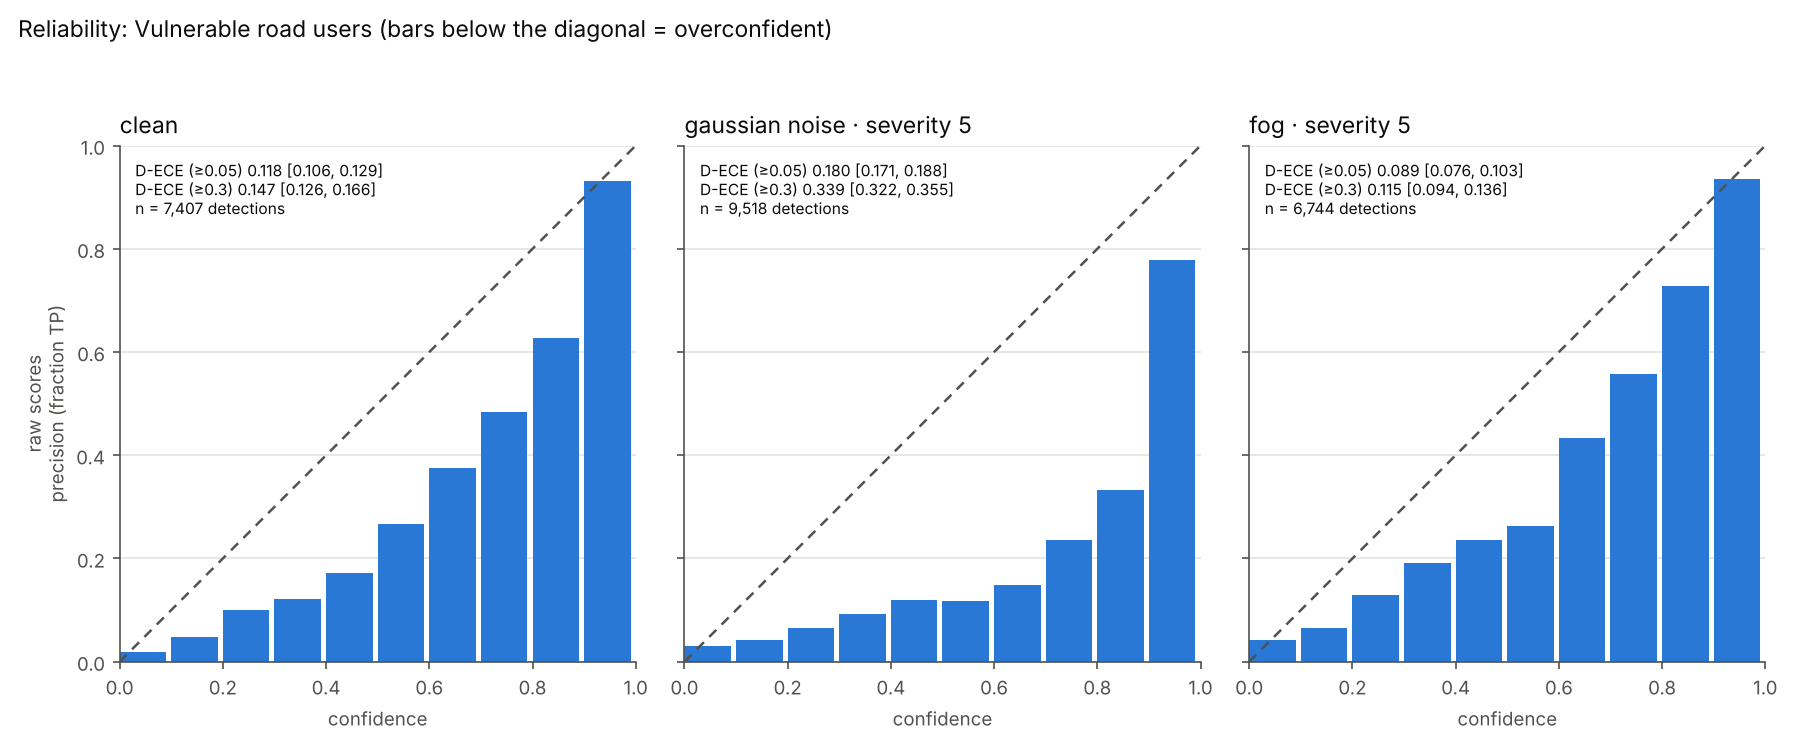 Reliability: Vulnerable road users (bars below the diagonal = overconfident)
clean
D-ECE (≥0.05) 0.118 [0.106, 0.129]
D-ECE (≥0.3) 0.147 [0.126, 0.166]
n = 7,407 detections
raw scores
precision (fraction TP)
1.0
0.8
0.6
0.4
0.2
0.0
0.0 0.2 0.4 0.6 0.8 1.0
confidence
gaussian noise · severity 5
D-ECE (≥0.05) 0.180 [0.171, 0.188]
D-ECE (≥0.3) 0.339 [0.322, 0.355]
n = 9,518 detections
0.0 0.2 0.4 0.6 0.8 1.0
confidence
fog · severity 5
D-ECE (≥0.05) 0.089 [0.076, 0.103]
D-ECE (≥0.3) 0.115 [0.094, 0.136]
n = 6,744 detections
0.0 0.2 0.4 0.6 0.8 1.0
confidence